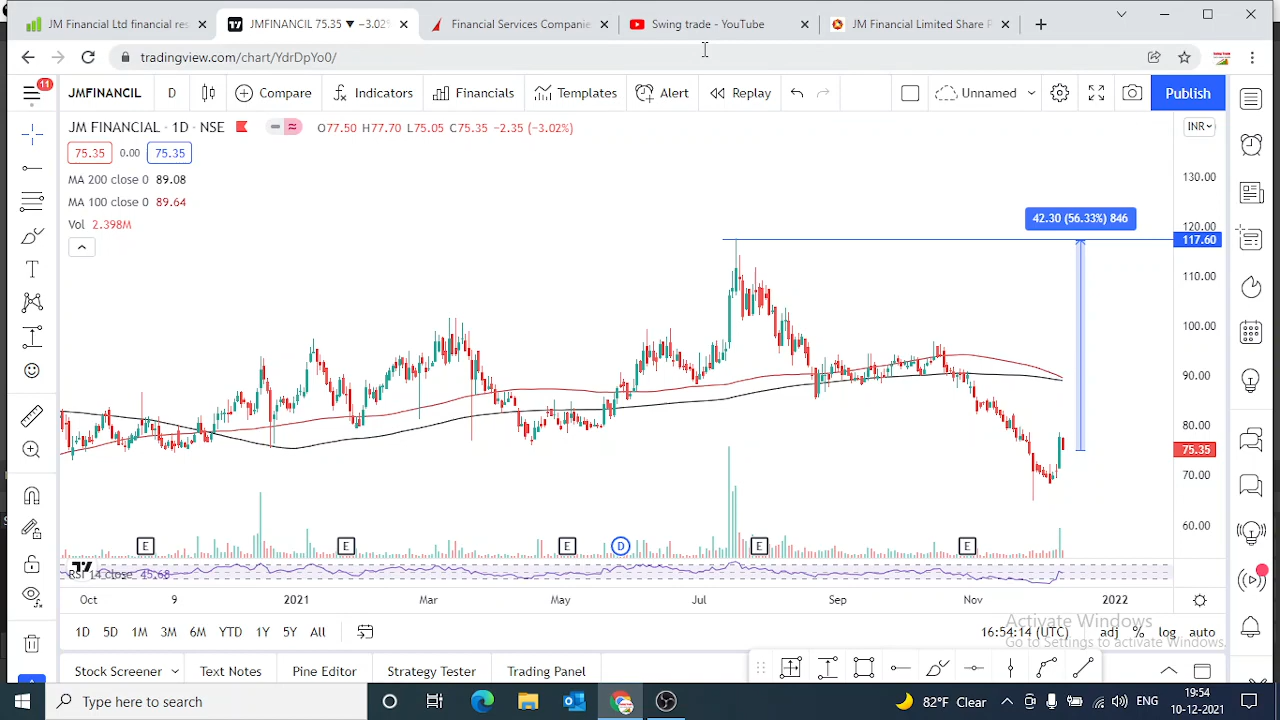 JM Financial Ltd financial res
JMFINANCIL 75.35 ▼ −3.02%
Financial Services Companie
Swing trade - YouTube
JM Financial Limited Share P
tradingview.com/chart/YdrDpYo0/
11
JMFINANCIL
D
Compare
Indicators
Financials
Templates
Alert
Replay
Unnamed
Publish
JM FINANCIAL · 1D · NSE
O77.50 H77.70 L75.05 C75.35 −2.35 (−3.02%)
INR
75.35 0.00 75.35
MA 200 close 0 89.08
MA 100 close 0 89.64
Vol 2.398M
42.30 (56.33%) 846
130.00
120.00
117.60
110.00
100.00
90.00
80.00
75.35
70.00
60.00
E E E D E E
RSI 14 close 45.68
Oct 9 2021 Mar May Jul Sep Nov 2022
Activate Windows
Go to Settings to activate Windows.
1D 5D 1M 3M 6M YTD 1Y 5Y All
16:54:14 (UTC) adj % log auto
Stock Screener
Text Notes
Pine Editor
Strategy Tester
Trading Panel
Type here to search
82°F Clear
ENG
19:54
10-12-2021